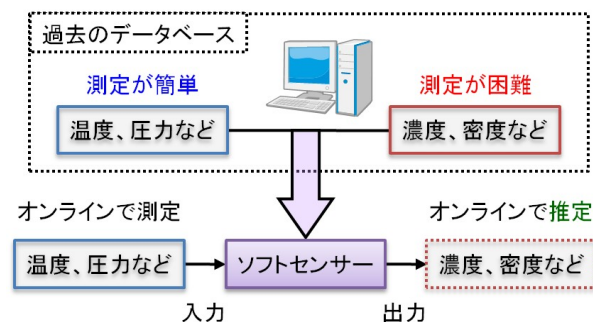 過去のデータベース
測定が簡単
測定が困難
温度、圧力など
濃度、密度など
オンラインで測定
オンラインで推定
温度、圧力など
ソフトセンサー
濃度、密度など
入力
出力